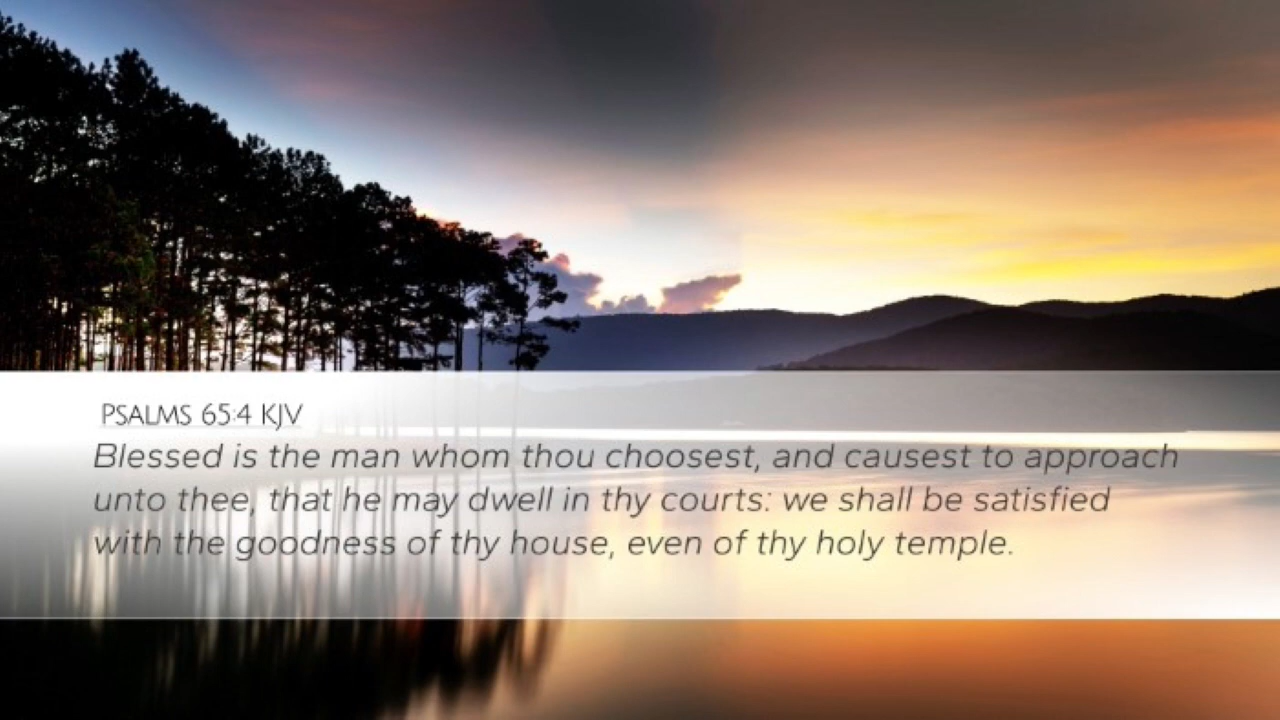 PSALMS 65:4 KJV
Blessed is the man whom thou choosest, and causest to approach
unto thee, that he may dwell in thy courts: we shall be satisfied
with the goodness of thy house, even of thy holy temple.